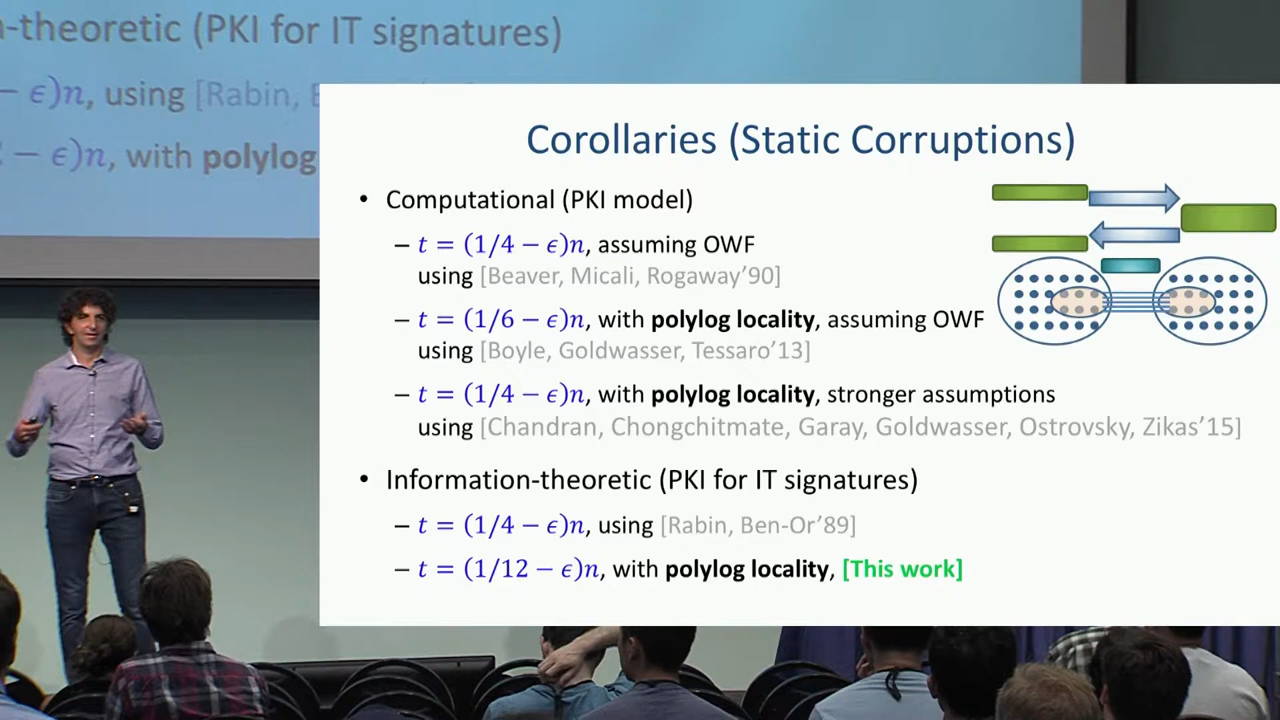 -theoretic (PKI for IT signatures)
− ϵ)n, using [Rabin,
− ϵ)n, with polylog
Corollaries (Static Corruptions)
• Computational (PKI model)
– t = (1/4 − ϵ)n, assuming OWF
using [Beaver, Micali, Rogaway’90]
– t = (1/6 − ϵ)n, with polylog locality, assuming OWF
using [Boyle, Goldwasser, Tessaro’13]
– t = (1/4 − ϵ)n, with polylog locality, stronger assumptions
using [Chandran, Chongchitmate, Garay, Goldwasser, Ostrovsky, Zikas’15]
• Information-theoretic (PKI for IT signatures)
– t = (1/4 − ϵ)n, using [Rabin, Ben-Or’89]
– t = (1/12 − ϵ)n, with polylog locality, [This work]